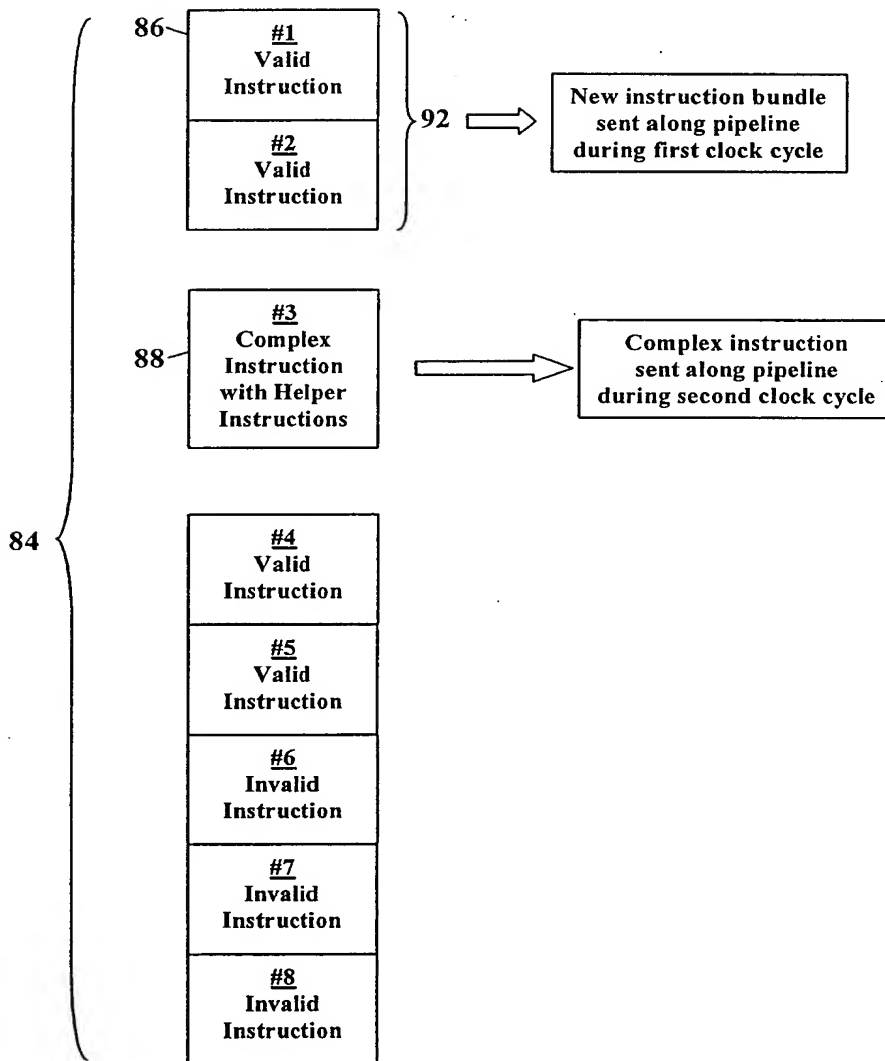 86
#1
Valid
Instruction
#2
Valid
Instruction
92
New instruction bundle
sent along pipeline
during first clock cycle
88
#3
Complex
Instruction
with Helper
Instructions
Complex instruction
sent along pipeline
during second clock cycle
84
#4
Valid
Instruction
#5
Valid
Instruction
#6
Invalid
Instruction
#7
Invalid
Instruction
#8
Invalid
Instruction